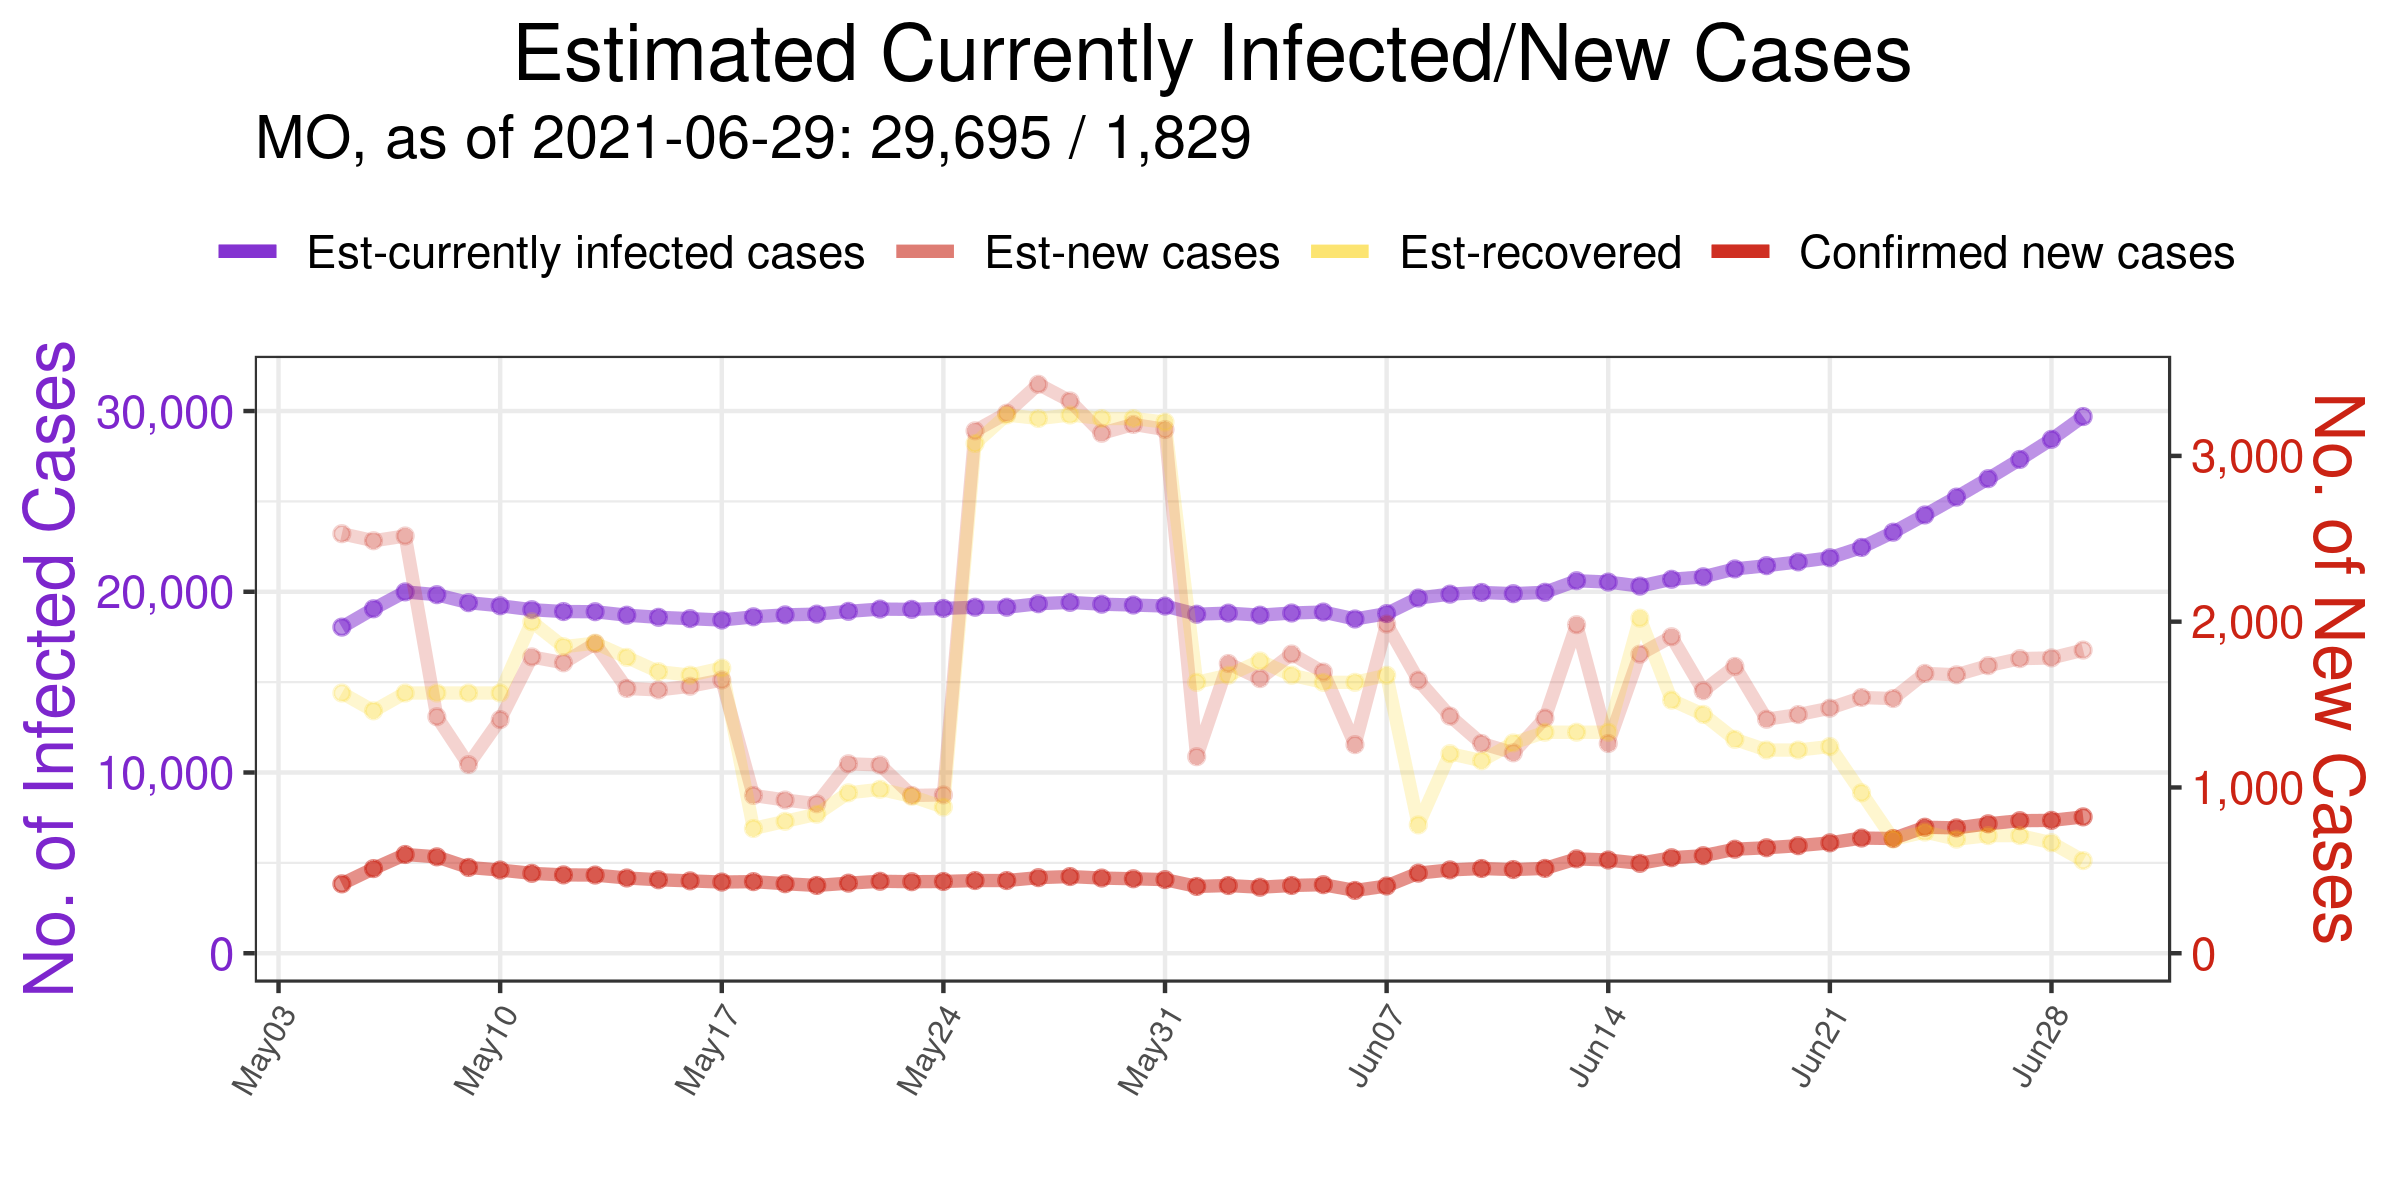 Estimated Currently Infected/New Cases
MO, as of 2021-06-29: 29,695 / 1,829
Est-currently infected cases Est-new cases Est-recovered Confirmed new cases
No. of Infected Cases
30,000
20,000
10,000
0
3,000
2,000
1,000
0
No. of New Cases
May03 May10 May17 May24 May31 Jun07 Jun14 Jun21 Jun28